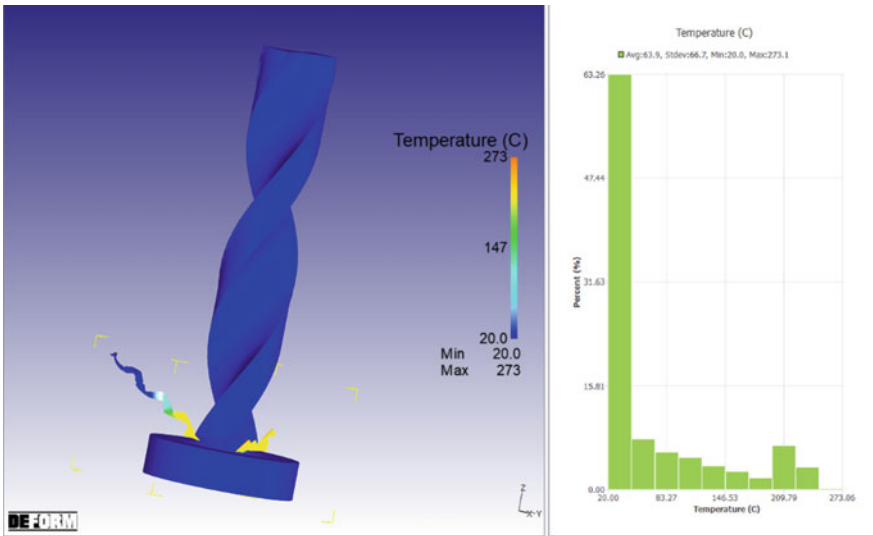 Temperature (C)
273
147
20.0
Min 20.0
Max 273
Z
X-Y
DEFORM
Temperature (C)
Avg:63.9, Stdev:66.7, Min:20.0, Max:273.1
63.26
47.44
31.63
15.81
0.00
Percent (%)
20.00 83.27 146.53 209.79 273.06
Temperature (C)